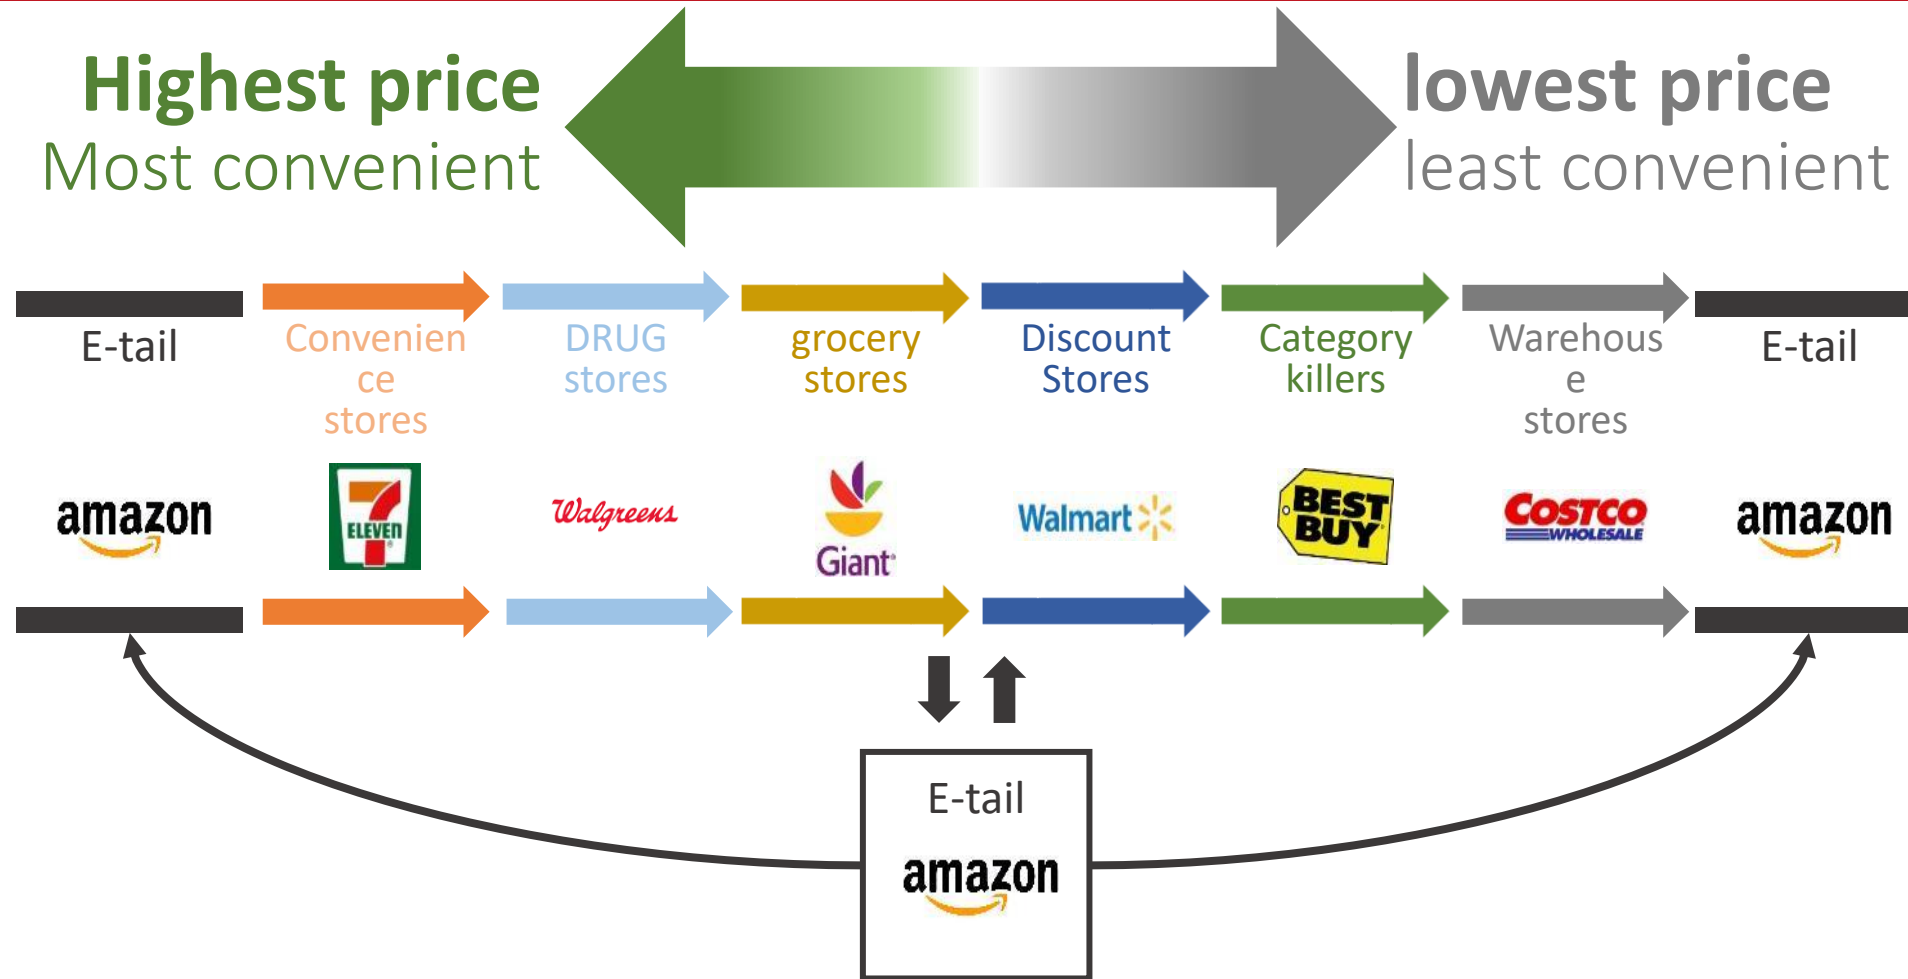 Highest price
Most convenient
lowest price
least convenient
E-tail
Convenien
ce
stores
DRUG
stores
grocery
stores
Discount
Stores
Category
killers
Warehous
e
stores
E-tail
amazon
7
ELEVEN
Walgreens
Giant
Walmart
BEST
BUY
COSTCO
WHOLESALE
amazon
E-tail
amazon